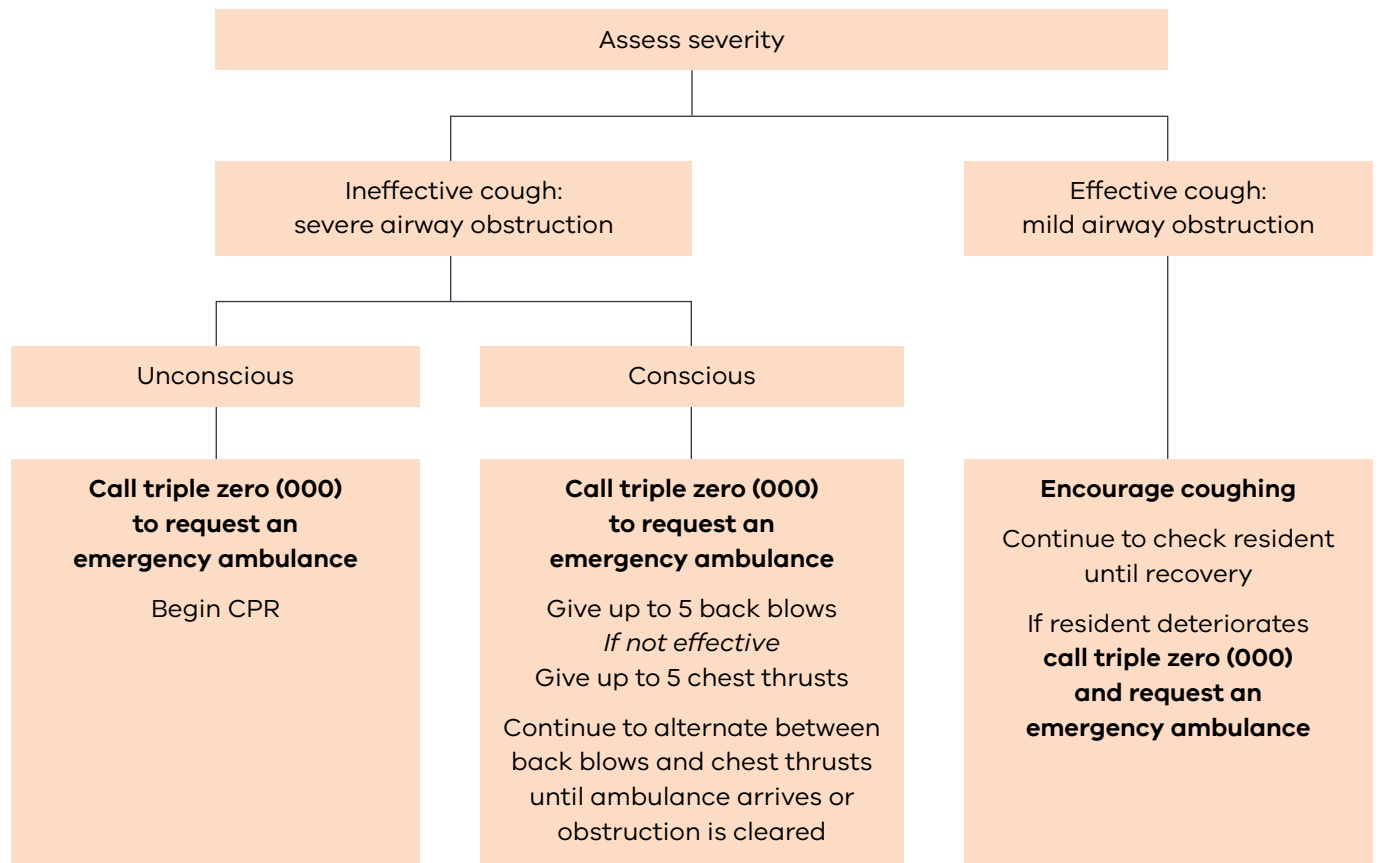 Assess severity
Ineffective cough:
severe airway obstruction
Effective cough:
mild airway obstruction
Unconscious
Conscious
Call triple zero (000)
to request an
emergency ambulance
Begin CPR
Call triple zero (000)
to request an
emergency ambulance
Give up to 5 back blows
If not effective
Give up to 5 chest thrusts
Continue to alternate between
back blows and chest thrusts
until ambulance arrives or
obstruction is cleared
Encourage coughing
Continue to check resident
until recovery
If resident deteriorates
call triple zero (000)
and request an
emergency ambulance